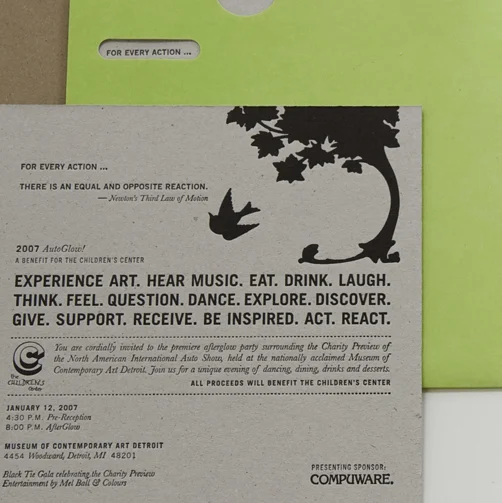 FOR EVERY ACTION ...
FOR EVERY ACTION ...
THERE IS AN EQUAL AND OPPOSITE REACTION.
— Newton's Third Law of Motion
2007 AutoGlow!
A BENEFIT FOR THE CHILDREN'S CENTER
EXPERIENCE ART. HEAR MUSIC. EAT. DRINK. LAUGH.
THINK. FEEL. QUESTION. DANCE. EXPLORE. DISCOVER.
GIVE. SUPPORT. RECEIVE. BE INSPIRED. ACT. REACT.
the
CHILDREN'S
Center
You are cordially invited to the premiere afterglow party surrounding the Charity Preview of
the North American International Auto Show, held at the nationally acclaimed Museum of
Contemporary Art Detroit. Join us for a unique evening of dancing, dining, drinks and desserts.
ALL PROCEEDS WILL BENEFIT THE CHILDREN'S CENTER
JANUARY 12, 2007
4:30 P.M. Pre-Reception
8:00 P.M. AfterGlow
MUSEUM OF CONTEMPORARY ART DETROIT
4454 Woodward, Detroit, MI 48201
Black Tie Gala celebrating the Charity Preview
Entertainment by Mel Ball & Colours
PRESENTING SPONSOR:
COMPUWARE.